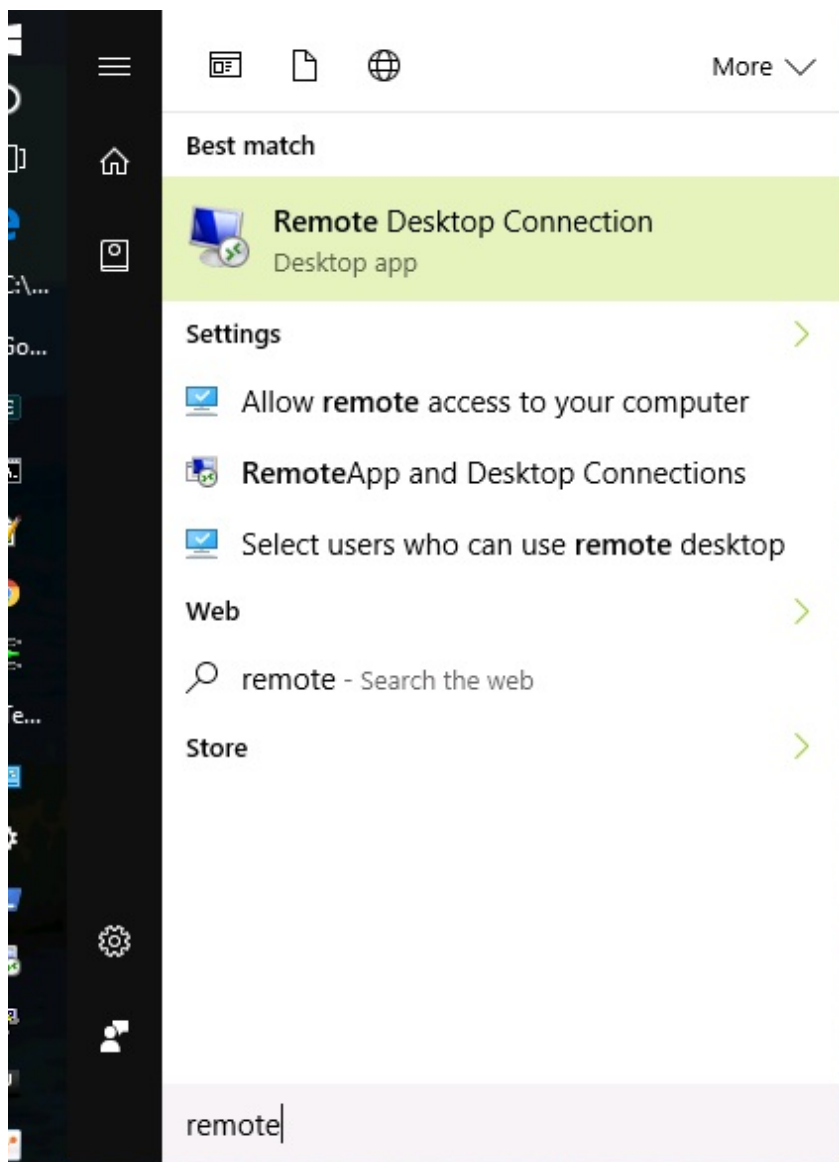 More
Best match
Remote Desktop Connection
Desktop app
Settings
Allow remote access to your computer
RemoteApp and Desktop Connections
Select users who can use remote desktop
Web
remote - Search the web
Store
remote